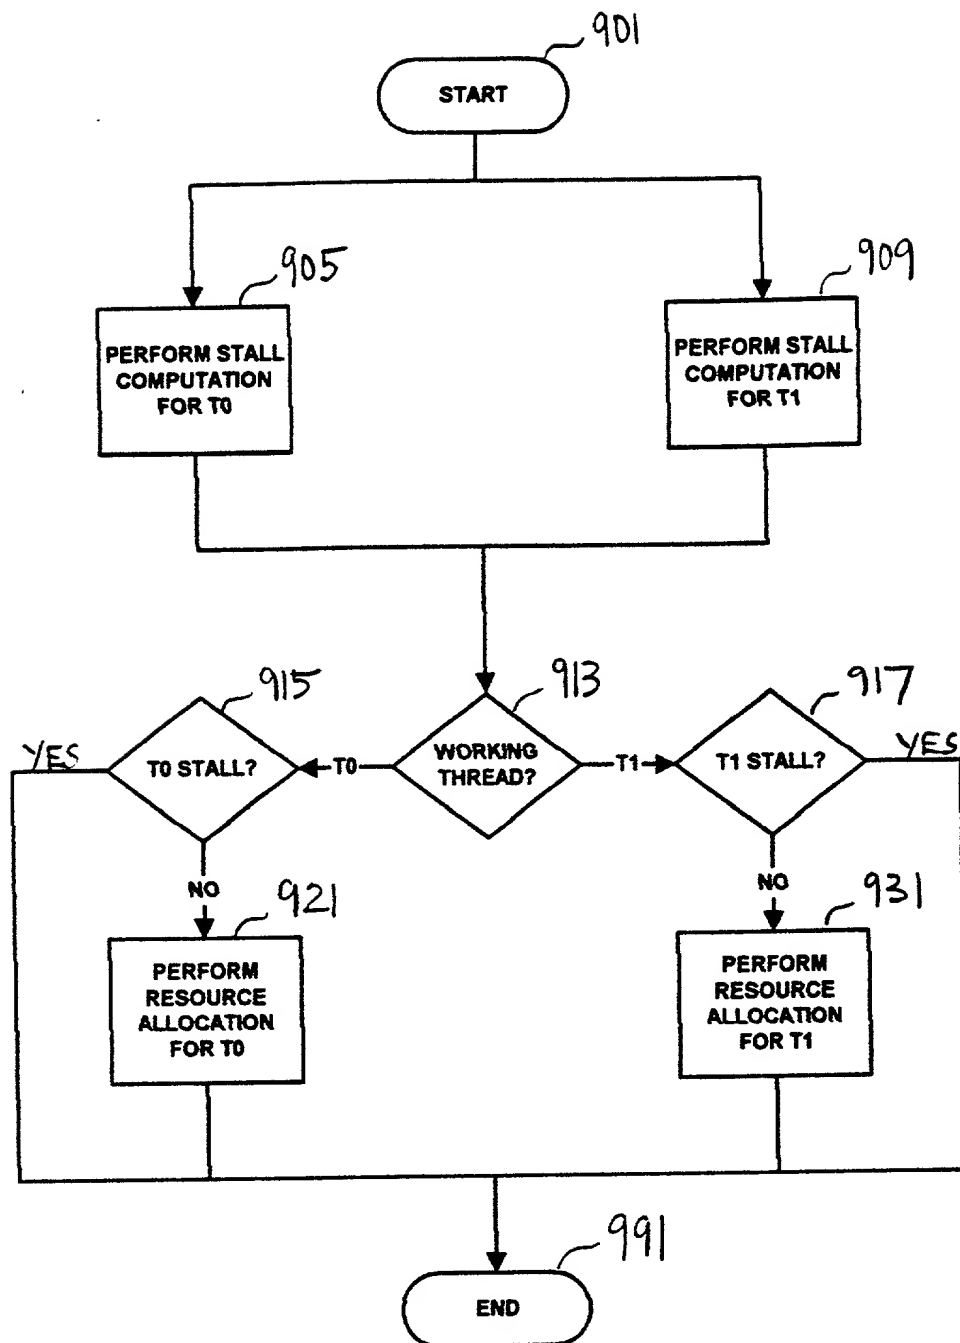 901
START
905
909
PERFORM STALL
COMPUTATION
FOR T0
PERFORM STALL
COMPUTATION
FOR T1
915
913
917
YES
T0 STALL?
T0
WORKING
THREAD?
T1
T1 STALL?
YES
NO
NO
921
931
PERFORM
RESOURCE
ALLOCATION
FOR T0
PERFORM
RESOURCE
ALLOCATION
FOR T1
991
END